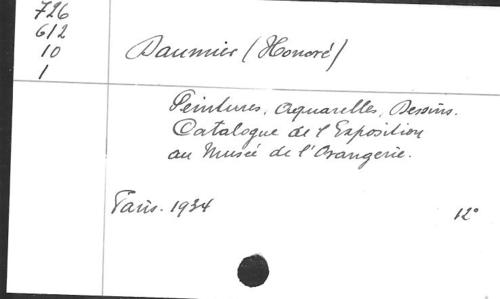 726
612
10
1
Daumier (Honoré)
Peintures, Aquarelles, Dessins.
Catalogue de l'Exposition
au Musée de l'Orangerie.
Paris. 1934
12°